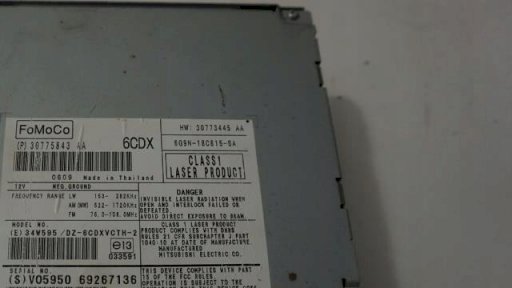 FoMoCo
(P) 30775843 AA
6CDX
HW: 30773445 AA
6G9N-18C815-GA
0609 Made in Thailand
CLASS1
LASER PRODUCT
12V NEG.GROUND
FREQUENCY RANGE LW 153- 282KHz
AM(MW) 522- 1720KHz
FM 76.0-108.0MHz
DANGER
INVISIBLE LASER RADIATION WHEN
OPEN AND INTERLOCK FAILED OR
DEFEATED
AVOID DIRECT EXPOSURE TO BEAM.
MODEL NO.
(E)34W595 /DZ-6CDXVCTH-2
e13
033591
CLASS 1 LASER PRODUCT
PRODUCT COMPLIES WITH DHHS
RULES 21 CFR SUBCHAPTER J PART
1040.10 AT DATE OF MANUFACTURE
MANUFACTURED
MITSUBISHI ELECTRIC CO.
SERIAL NO.
(S)VO5950 69267136
THIS DEVICE COMPLIES WITH PART
15 OF THE FCC RULES
OPERATION IS SUBJECT TO THE